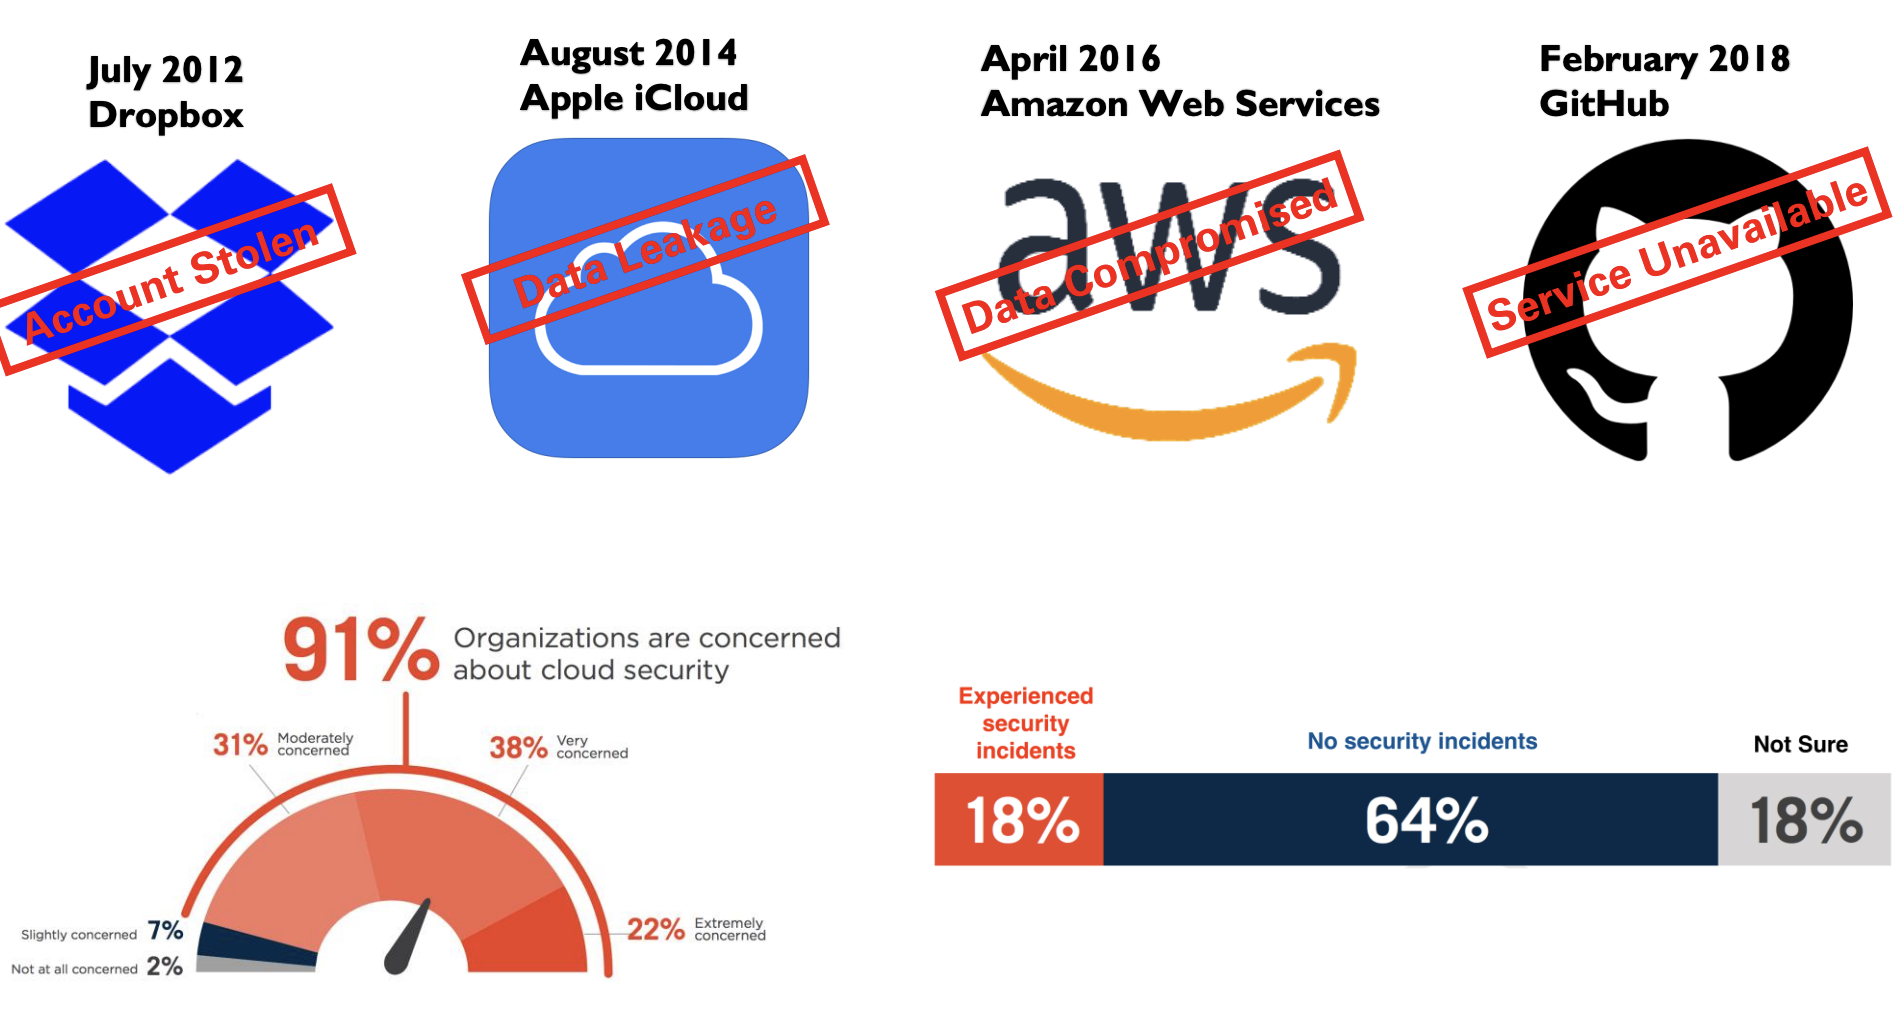 July 2012
Dropbox
August 2014
Apple iCloud
April 2016
Amazon Web Services
February 2018
GitHub
Account Stolen
Data Leakage
aws
Data Compromised
Service Unavailable
91%
Organizations are concerned
about cloud security
31%
Moderately
concerned
38%
Very
concerned
Slightly concerned 7%
Not at all concerned 2%
22%
Extremely
concerned
Experienced
security
incidents
No security incidents
Not Sure
18%
64%
18%